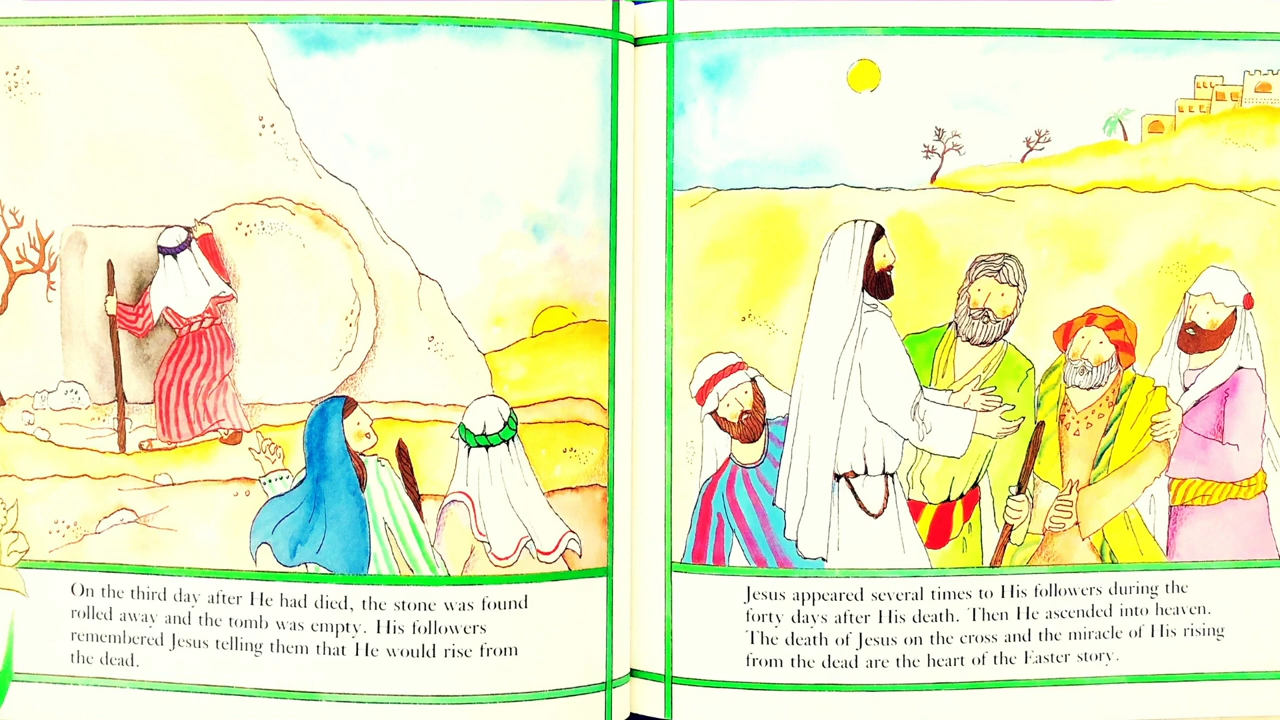 On the third day after He had died, the stone was found
rolled away and the tomb was empty. His followers
remembered Jesus telling them that He would rise from
the dead.
Jesus appeared several times to His followers during the
forty days after His death. Then He ascended into heaven.
The death of Jesus on the cross and the miracle of His rising
from the dead are the heart of the Easter story.